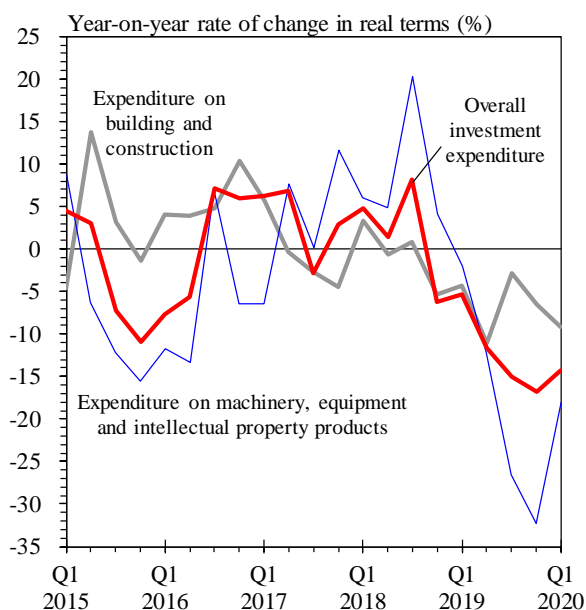 Year-on-year rate of change in real terms (%)
25
20
15
10
5
0
-5
-10
-15
-20
-25
-30
-35
Expenditure on
building and
construction
Overall
investment
expenditure
Expenditure on machinery, equipment
and intellectual property products
Q1 Q1 Q1 Q1 Q1 Q1
2015 2016 2017 2018 2019 2020